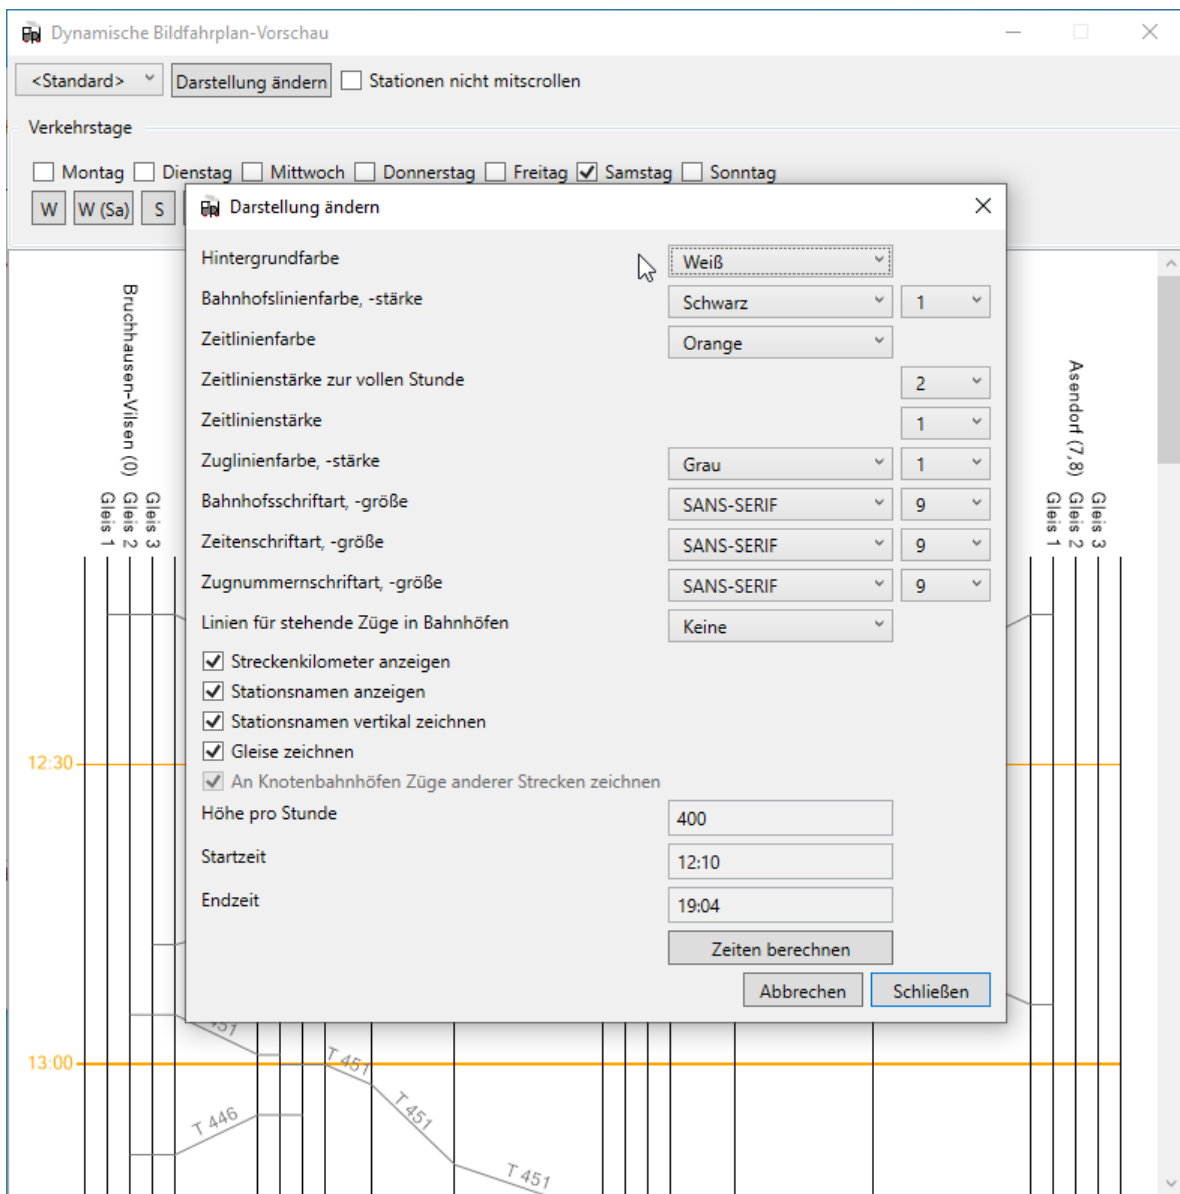 Dynamische Bildfahrplan-Vorschau
<Standard> Darstellung ändern Stationen nicht mitscrollen
Verkehrstage
Montag Dienstag Mittwoch Donnerstag Freitag Samstag Sonntag
W W (Sa) S
Darstellung ändern
Hintergrundfarbe Weiß
Bahnhofslinienfarbe, -stärke Schwarz 1
Zeitlinienfarbe Orange
Zeitlinienstärke zur vollen Stunde 2
Zeitlinienstärke 1
Zuglinienfarbe, -stärke Grau 1
Bahnhofsschriftart, -größe SANS-SERIF 9
Zeitenschriftart, -größe SANS-SERIF 9
Zugnummernschriftart, -größe SANS-SERIF 9
Linien für stehende Züge in Bahnhöfen Keine
Streckenkilometer anzeigen
Stationsnamen anzeigen
Stationsnamen vertikal zeichnen
Gleise zeichnen
An Knotenbahnhöfen Züge anderer Strecken zeichnen
Höhe pro Stunde 400
Startzeit 12:10
Endzeit 19:04
Zeiten berechnen
Abbrechen Schließen
Bruchhausen-Vilsen (0)
Gleis 1
Gleis 2
Gleis 3
Asendorf (7,8)
Gleis 1
Gleis 2
Gleis 3
12:30
13:00
T 451
T 451
T 446
T 451